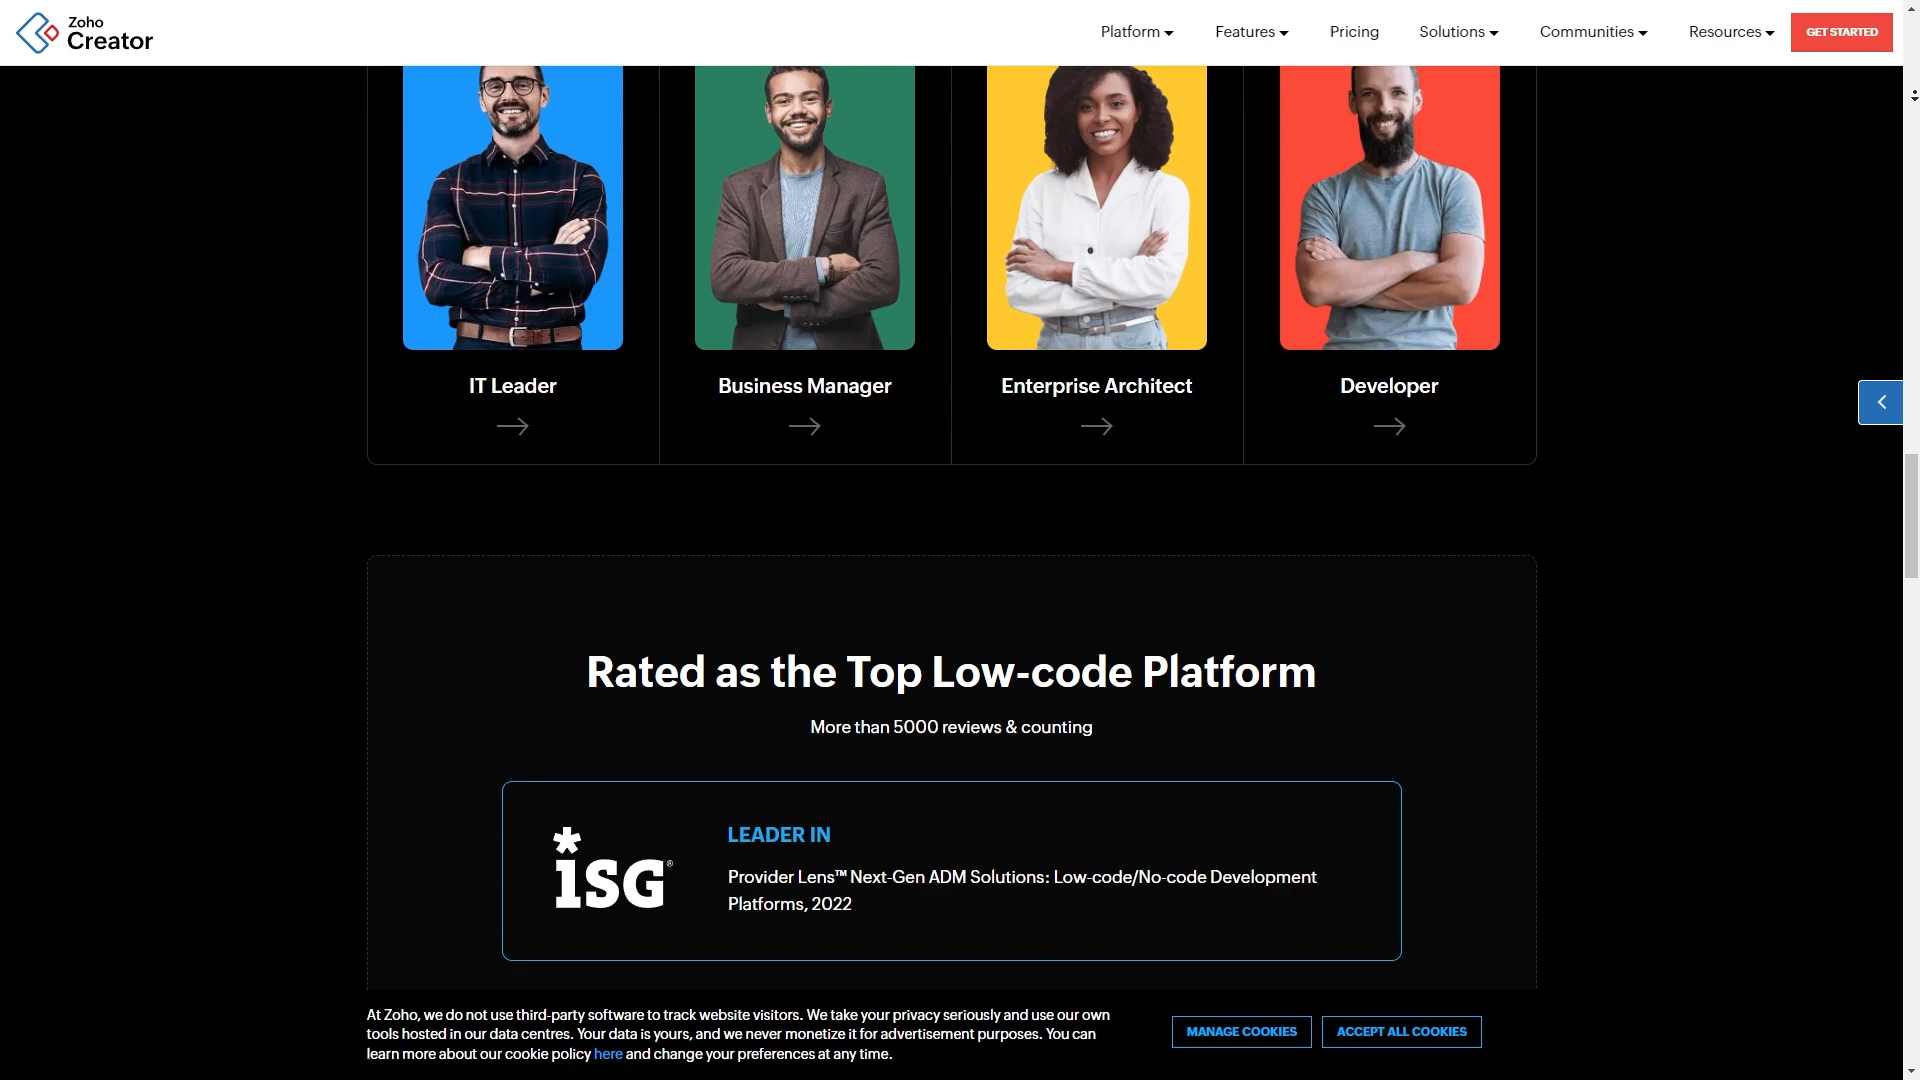 Zoho
Creator
Platform
Features
Pricing
Solutions
Communities
Resources
GET STARTED
IT Leader
Business Manager
Enterprise Architect
Developer
Rated as the Top Low-code Platform
More than 5000 reviews & counting
isG®
LEADER IN
Provider Lens™ Next-Gen ADM Solutions: Low-code/No-code Development
Platforms, 2022
At Zoho, we do not use third-party software to track website visitors. We take your privacy seriously and use our own
tools hosted in our data centres. Your data is yours, and we never monetize it for advertisement purposes. You can
learn more about our cookie policy here and change your preferences at any time.
MANAGE COOKIES
ACCEPT ALL COOKIES